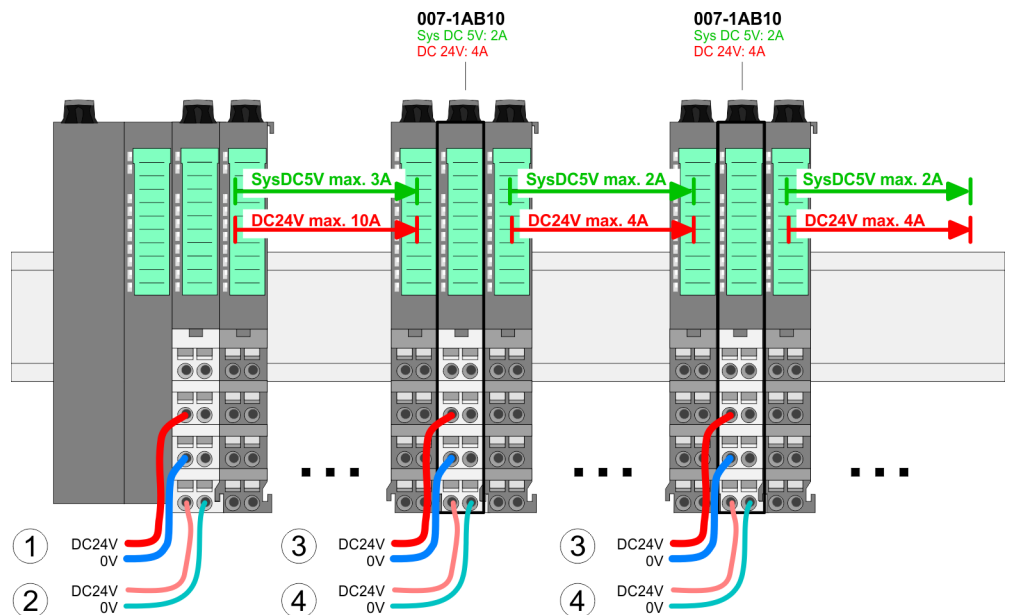 007-1AB10
Sys DC 5V: 2A
DC 24V: 4A
007-1AB10
Sys DC 5V: 2A
DC 24V: 4A
SysDC5V max. 3A
SysDC5V max. 2A
SysDC5V max. 2A
DC24V max. 10A
DC24V max. 4A
DC24V max. 4A
1
DC24V
0V
3
DC24V
0V
3
DC24V
0V
2
DC24V
0V
4
DC24V
0V
4
DC24V
0V